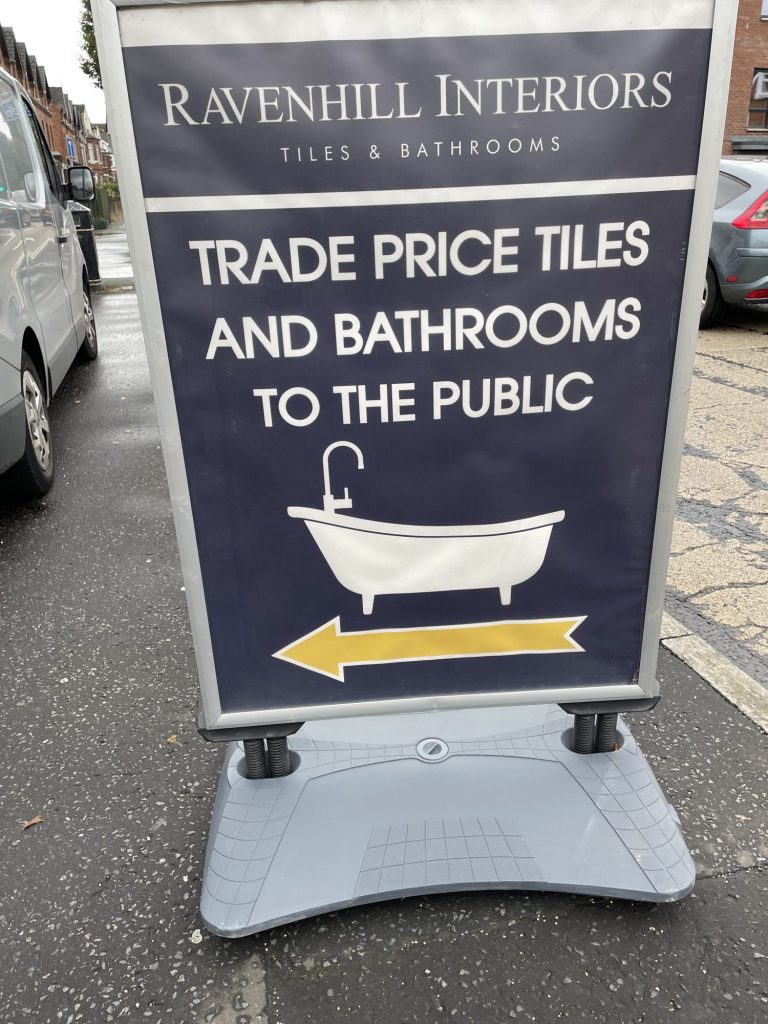 RAVENHILL INTERIORS
TILES & BATHROOMS
TRADE PRICE TILES
AND BATHROOMS
TO THE PUBLIC